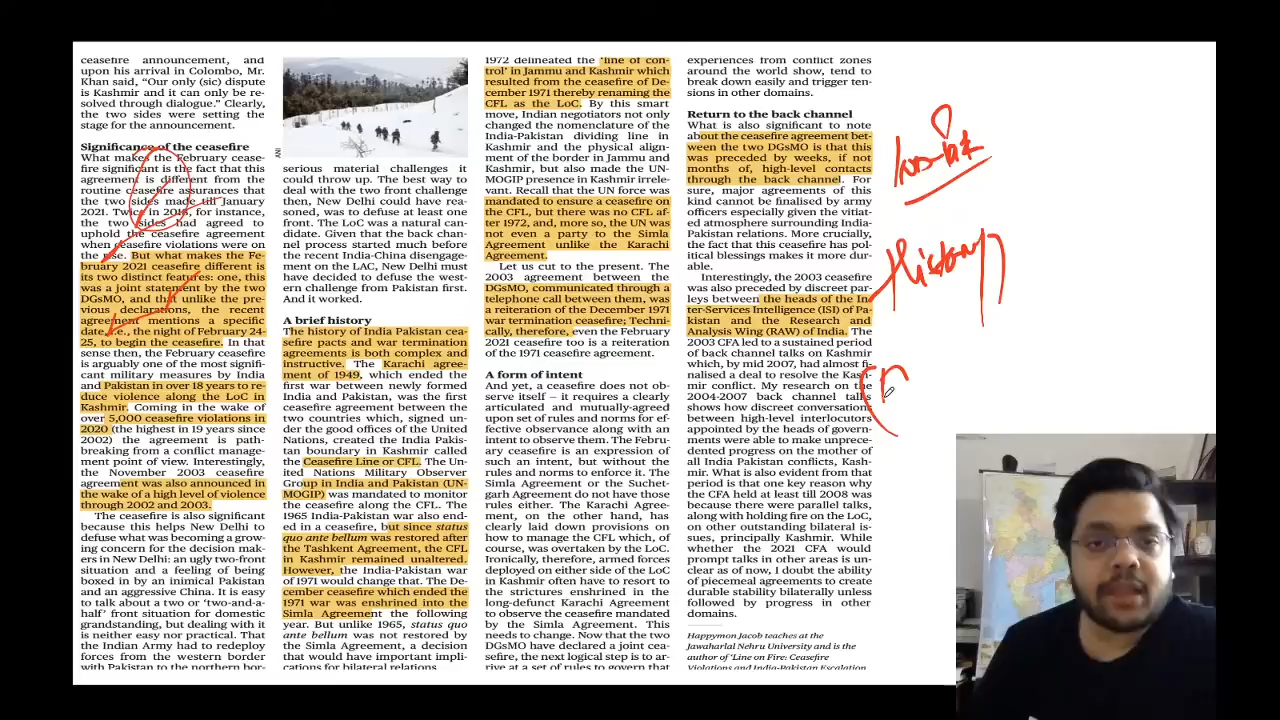 ceasefire announcement, and
upon his arrival in Colombo, Mr.
Khan said, “Our only (sic) dispute
is Kashmir and it can only be re-
solved through dialogue.” Clearly,
the two sides were setting the
stage for the announcement.
Significance of the ceasefire
What makes the February cease-
fire significant is the fact that this
agreement is different from the
routine ceasefire assurances that
the two sides made till January
2021. Twice in 2018, for instance,
the two sides had agreed to
uphold the ceasefire agreement
when ceasefire violations were on
the rise. But what makes the Fe-
bruary 2021 ceasefire different is
its two distinct features: one, this
was a joint statement by the two
DGsMO, and that unlike the pre-
vious declarations, the recent
agreement mentions a specific
date, i.e., the night of February 24-
25, to begin the ceasefire. In that
sense then, the February ceasefire
is arguably one of the most signifi-
cant military measures by India
and Pakistan in over 18 years to re-
duce violence along the LoC in
Kashmir. Coming in the wake of
over 5,000 ceasefire violations in
2020 (the highest in 19 years since
2002) the agreement is path-
breaking from a conflict manage-
ment point of view. Interestingly,
the November 2003 ceasefire
agreement was also announced in
the wake of a high level of violence
through 2002 and 2003.
The ceasefire is also significant
because this helps New Delhi to
defuse what was becoming a grow-
ing concern for the decision mak-
ers in New Delhi: an ugly two-front
situation and a feeling of being
boxed in by an inimical Pakistan
and an aggressive China. It is easy
to talk about a two or ‘two-and-a-
half’ front situation for domestic
grandstanding, but dealing with it
is neither easy nor practical. That
the Indian Army had to redeploy
forces from the western border
with Pakistan to the northern bor-
ANI
serious material challenges it
could throw up. The best way to
deal with the two front challenge
then, New Delhi could have rea-
soned, was to defuse at least one
front. The LoC was a natural can-
didate. Given that the back chan-
nel process started much before
the recent India-China disengage-
ment on the LAC, New Delhi must
have decided to defuse the west-
ern challenge from Pakistan first.
And it worked.
A brief history
The history of India Pakistan cea-
sefire pacts and war termination
agreements is both complex and
instructive. The Karachi agree-
ment of 1949, which ended the
first war between newly formed
India and Pakistan, was the first
ceasefire agreement between the
two countries which, signed un-
der the good offices of the United
Nations, created the India Pakis-
tan boundary in Kashmir called
the Ceasefire Line or CFL. The Un-
ited Nations Military Observer
Group in India and Pakistan (UN-
MOGIP) was mandated to monitor
the ceasefire along the CFL. The
1965 India-Pakistan war also end-
ed in a ceasefire, but since status
quo ante bellum was restored after
the Tashkent Agreement, the CFL
in Kashmir remained unaltered.
However, the India-Pakistan war
of 1971 would change that. The De-
cember ceasefire which ended the
1971 war was enshrined into the
Simla Agreement the following
year. But unlike 1965, status quo
ante bellum was not restored by
the Simla Agreement, a decision
that would have important impli-
cations for bilateral relations.
1972 delineated the ‘line of con-
trol’ in Jammu and Kashmir which
resulted from the ceasefire of De-
cember 1971 thereby renaming the
CFL as the LoC. By this smart
move, Indian negotiators not only
changed the nomenclature of the
India-Pakistan dividing line in
Kashmir and the physical alignment
of the border in Jammu and
Kashmir, but also made the UN-
MOGIP presence in Kashmir irrele-
vant. Recall that the UN force was
mandated to ensure a ceasefire on
the CFL, but there was no CFL af-
ter 1972, and, more so, the UN was
not even a party to the Simla
Agreement unlike the Karachi
Agreement.
Let us cut to the present. The
2003 agreement between the
DGsMO, communicated through a
telephone call between them, was
a reiteration of the December 1971
war termination ceasefire; Techni-
cally, therefore, even the February
2021 ceasefire too is a reiteration
of the 1971 ceasefire agreement.
A form of intent
And yet, a ceasefire does not ob-
serve itself — it requires a clearly
articulated and mutually-agreed
upon set of rules and norms for ef-
fective observance along with an
intent to observe them. The Febru-
ary ceasefire is an expression of
such an intent, but without the
rules and norms to enforce it. The
Simla Agreement or the Suchet-
garh Agreement do not have those
rules either. The Karachi Agree-
ment, on the other hand, has
clearly laid down provisions on
how to manage the CFL which, of
course, was overtaken by the LoC.
Ironically, therefore, armed forces
deployed on either side of the LoC
in Kashmir often have to resort to
the strictures enshrined in the
long-defunct Karachi Agreement
to observe the ceasefire mandated
by the Simla Agreement. This
needs to change. Now that the two
DGsMO have declared a joint cea-
sefire, the next logical step is to ar-
rive at a set of rules to govern that
experiences from conflict zones
around the world show, tend to
break down easily and trigger ten-
sions in other domains.
Return to the back channel
What is also significant to note
about the ceasefire agreement bet-
ween the two DGsMO is that this
was preceded by weeks, if not
months of, high-level contacts
through the back channel. For
sure, major agreements of this
kind cannot be finalised by army
officers especially given the vitiat-
ed atmosphere surrounding India-
Pakistan relations. More crucially,
the fact that this ceasefire has pol-
itical blessings makes it more dur-
able.
Interestingly, the 2003 ceasefire
was also preceded by discreet par-
leys between the heads of the In-
ter-Services Intelligence (ISI) of Pa-
kistan and the Research and
Analysis Wing (RAW) of India. The
2003 CFA led to a sustained period
of back channel talks on Kashmir
which, by mid 2007, had almost fi-
nalised a deal to resolve the Kash-
mir conflict. My research on the
2004-2007 back channel talks
shows how discreet conversations
between high-level interlocutors
appointed by the heads of govern-
ments were able to make unprece-
dented progress on the mother of
all India Pakistan conflicts, Kash-
mir. What is also evident from that
period is that one key reason why
the CFA held at least till 2008 was
because there were parallel talks,
along with holding fire on the LoC,
on other outstanding bilateral is-
sues, principally Kashmir. While
whether the 2021 CFA would
prompt talks in other areas is un-
clear as of now, I doubt the ability
of piecemeal agreements to create
durable stability bilaterally unless
followed by progress in other
domains.
Happymon Jacob teaches at the
Jawaharlal Nehru University and is the
author of ‘Line on Fire: Ceasefire
Violations and India-Pakistan Escalation
History